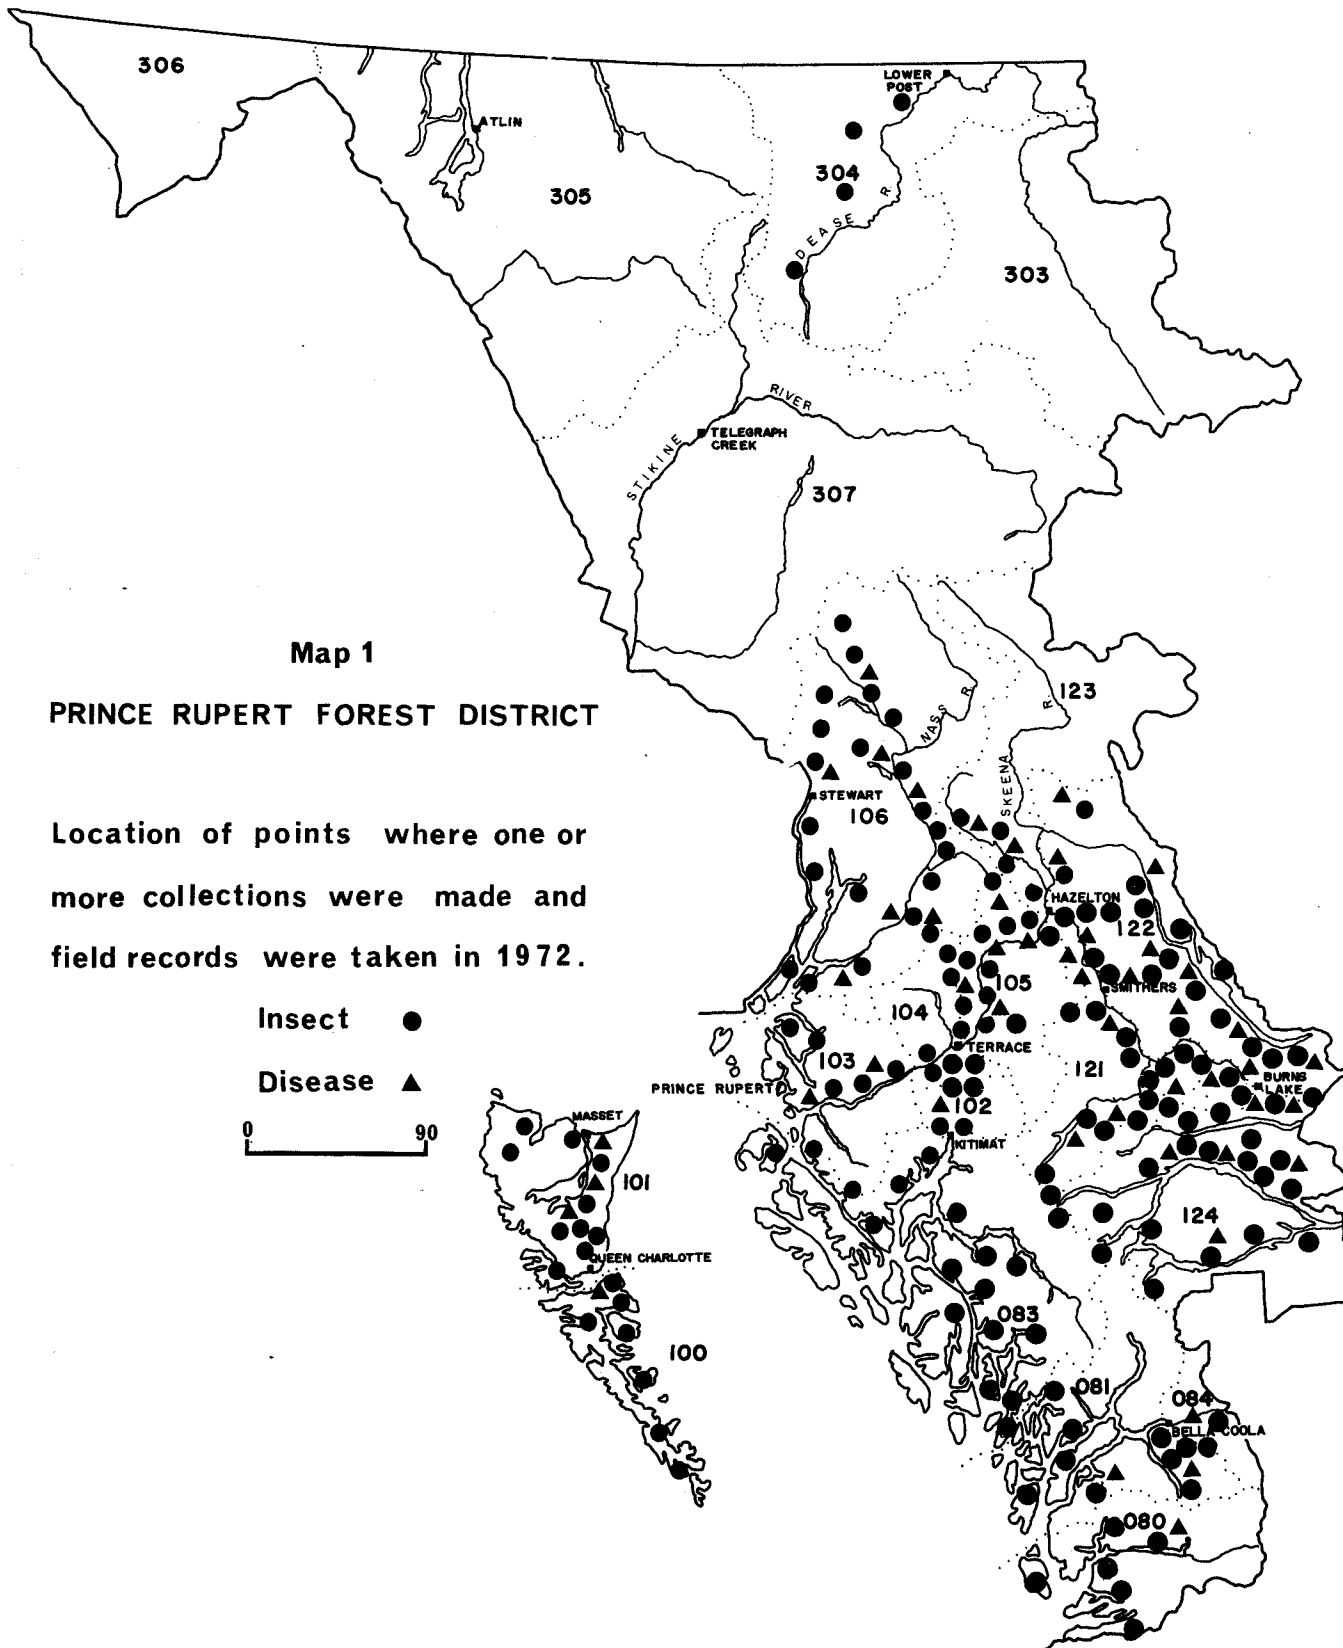 306
LOWER
POST
ATLIN
304
305
DEASE R.
303
RIVER
TELEGRAPH
CREEK
STIKINE
307
Map 1
123
PRINCE RUPERT FOREST DISTRICT
NASS R.
SKEENA R.
STEWART
106
Location of points where one or
more collections were made and
field records were taken in 1972.
HAZELTON
122
105
SMITHERS
104
Insect
TERRACE
103
121
Disease
PRINCE RUPERT
BURNS
LAKE
102
MASSET
0 90
KITIMAT
101
124
QUEEN CHARLOTTE
083
100
081
084
BELLA COOLA
080